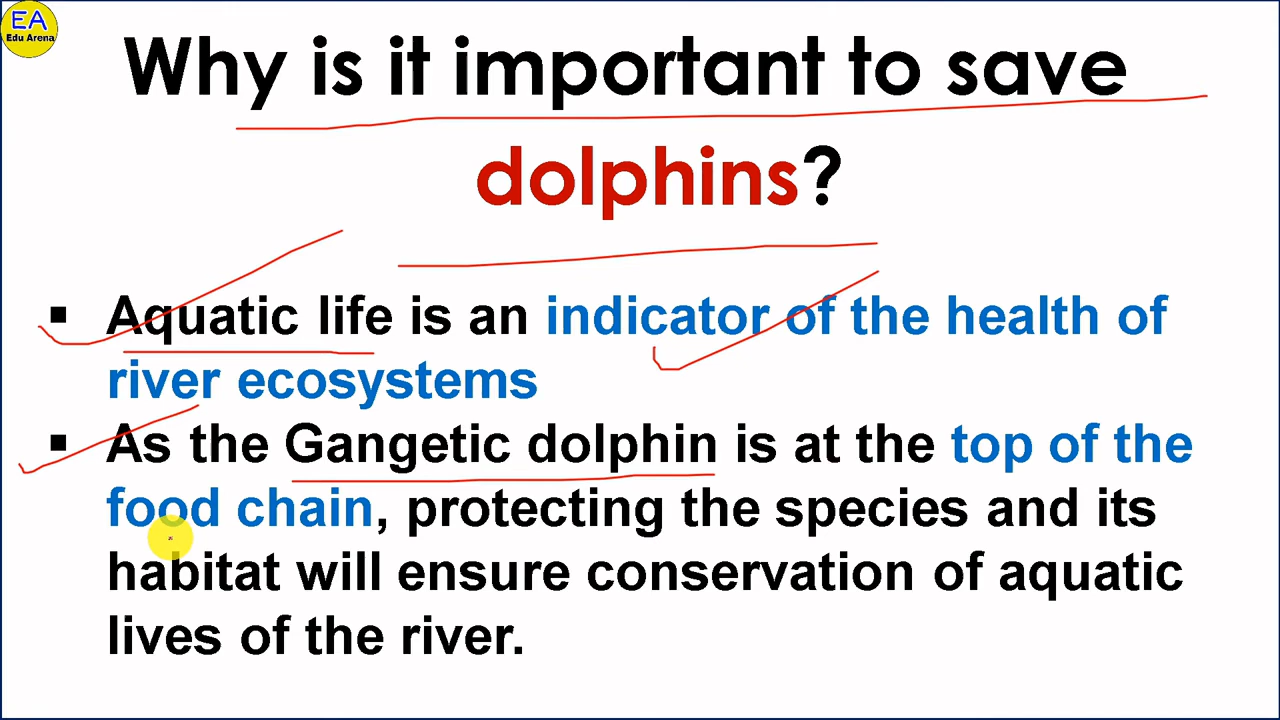 EA
Edu Arena
Why is it important to save
dolphins?
▪ Aquatic life is an indicator of the health of
river ecosystems
▪ As the Gangetic dolphin is at the top of the
food chain, protecting the species and its
habitat will ensure conservation of aquatic
lives of the river.